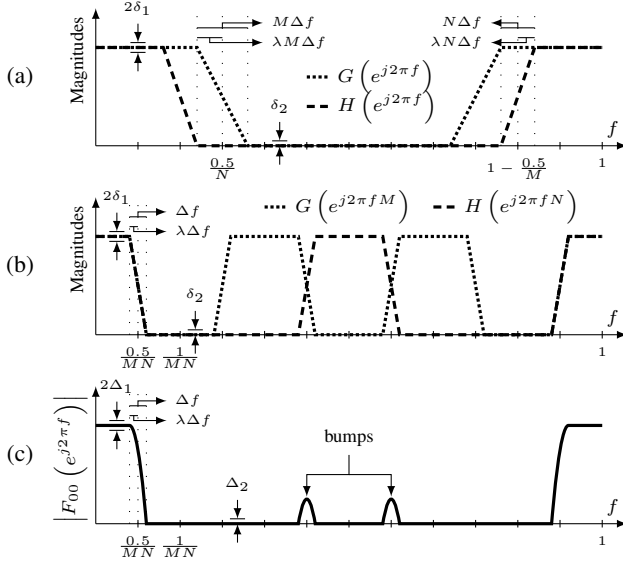 2δ₁
MΔf
λMΔf
NΔf
λNΔf
(a)
Magnitudes
G(e^{j2πf})
H(e^{j2πf})
δ₂
f
0.5/N
1 − 0.5/M
1
2δ₁
Δf
λΔf
G(e^{j2πfM})
H(e^{j2πfN})
(b)
Magnitudes
δ₂
f
0.5/MN
1/MN
1
2Δ₁
Δf
λΔf
(c)
|F₀₀(e^{j2πf})|
bumps
Δ₂
f
0.5/MN
1/MN
1